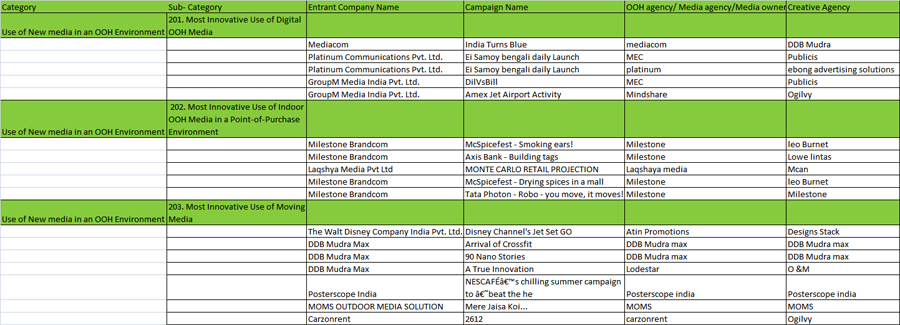 Category Sub- Category Entrant Company Name Campaign Name OOH agency/ Media agency/Media owner Creative Agency
201. Most Innovative Use of Digital
Use of New media in an OOH Environment OOH Media
Mediacom India Turns Blue mediacom DDB Mudra
Platinum Communications Pvt. Ltd. Ei Samoy bengali daily Launch MEC Publicis
Platinum Communications Pvt. Ltd. Ei Samoy bengali daily Launch platinum ebong advertising solutions
GroupM Media India Pvt. Ltd. DilVsBill MEC Publicis
GroupM Media India Pvt. Ltd. Amex Jet Airport Activity Mindshare Ogilvy
202. Most Innovative Use of Indoor
OOH Media in a Point-of-Purchase
Use of New media in an OOH Environment Environment
Milestone Brandcom McSpicefest - Smoking ears! Milestone leo Burnet
Milestone Brandcom Axis Bank - Building tags Milestone Lowe lintas
Laqshya Media Pvt Ltd MONTE CARLO RETAIL PROJECTION Laqshaya media Mcan
Milestone Brandcom McSpicefest - Drying spices in a mall Milestone leo Burnet
Milestone Brandcom Tata Photon - Robo - you move, it moves! Milestone Milestone
203. Most Innovative Use of Moving
Use of New media in an OOH Environment Media
The Walt Disney Company India Pvt. Ltd. Disney Channel's Jet Set GO Atin Promotions Designs Stack
DDB Mudra Max Arrival of Crossfit DDB Mudra max DDB Mudra max
DDB Mudra Max 90 Nano Stories DDB Mudra max DDB Mudra max
DDB Mudra Max A True Innovation Lodestar O &M
NESCAFÉâ€™s chilling summer campaign
Posterscope India to â€˜beat the he Posterscope india Posterscope india
MOMS OUTDOOR MEDIA SOLUTION Mere Jaisa Koi... MOMS MOMS
Carzonrent 2612 carzonrent Ogilvy